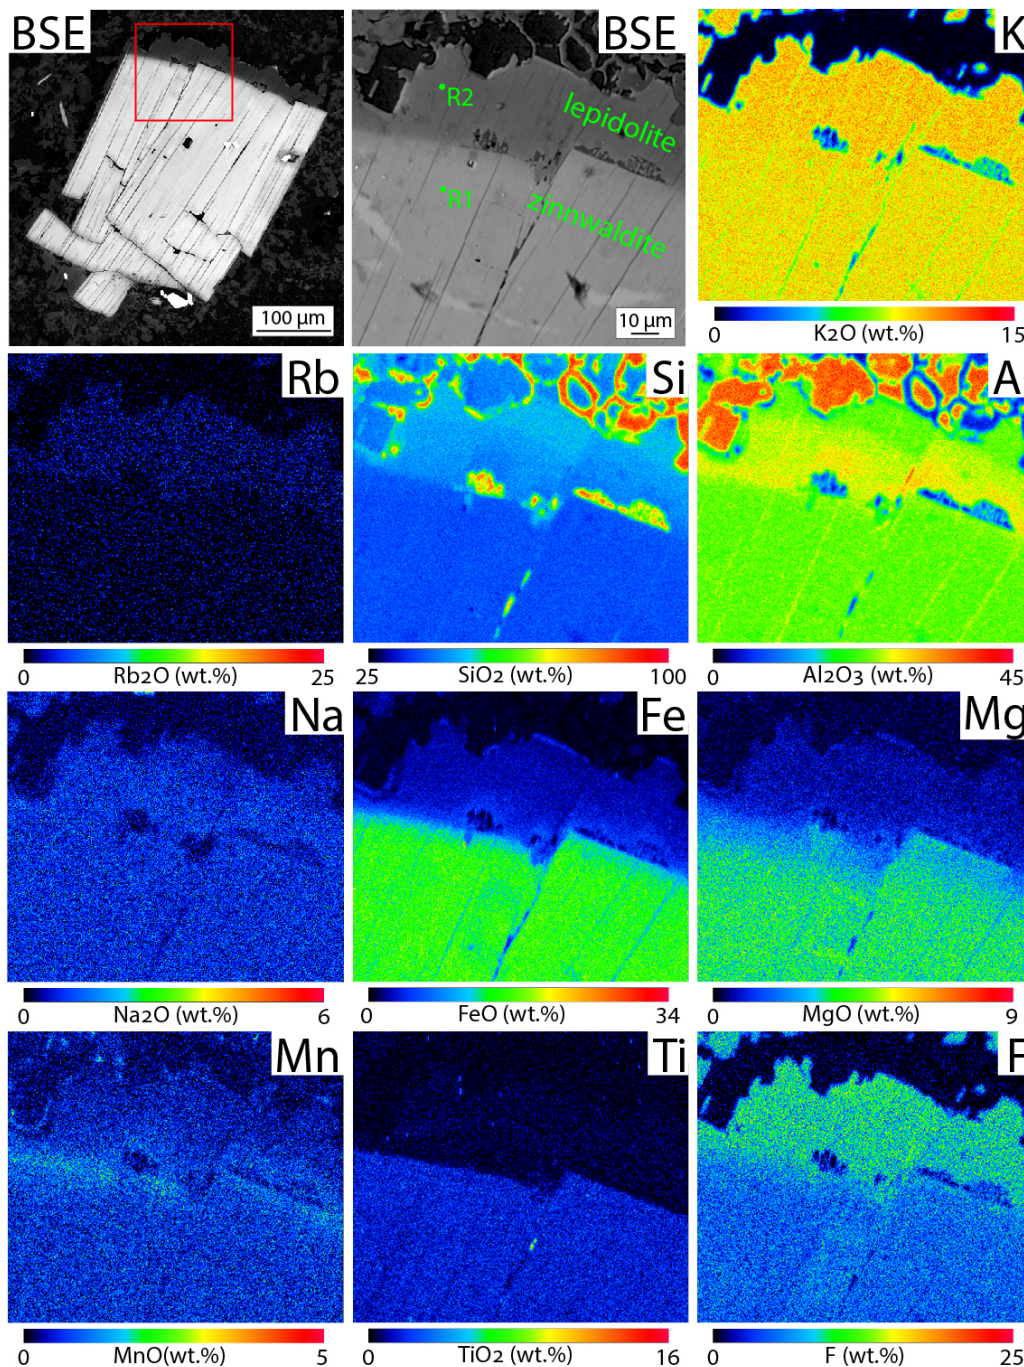 BSE
BSE
K
R2
lepidolite
R1
zinnwaldite
100 µm
10 µm
0 K2O (wt.%) 15
Rb
Si
A
0 Rb2O (wt.%) 25
25 SiO2 (wt.%) 100
0 Al2O3 (wt.%) 45
Na
Fe
Mg
0 Na2O (wt.%) 6
0 FeO (wt.%) 34
0 MgO (wt.%) 9
Mn
Ti
F
0 MnO(wt.%) 5
0 TiO2 (wt.%) 16
0 F (wt.%) 25